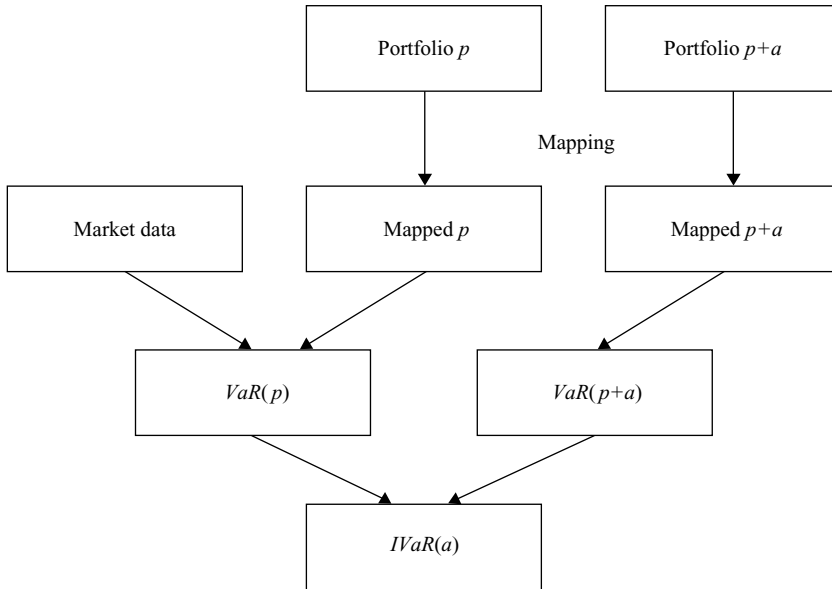 Portfolio p
Portfolio p+a
Mapping
Market data
Mapped p
Mapped p+a
VaR(p)
VaR(p+a)
IVaR(a)